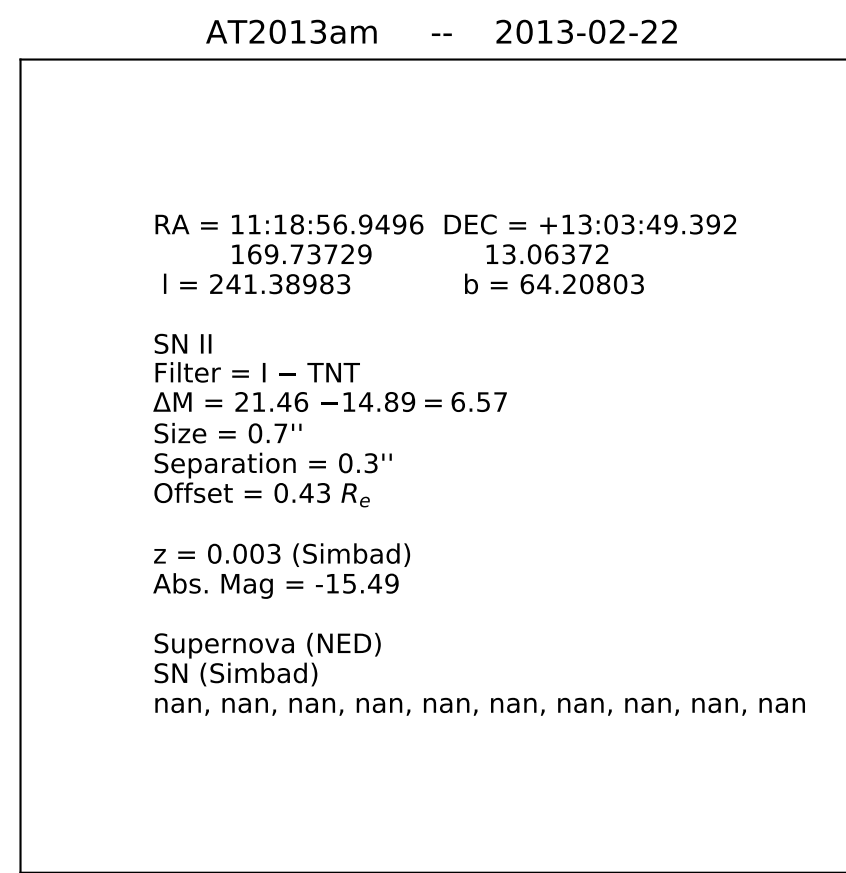 AT2013am -- 2013-02-22
RA = 11:18:56.9496 DEC = +13:03:49.392
169.73729 13.06372
l = 241.38983 b = 64.20803
SN II
Filter = I − TNT
ΔM = 21.46 −14.89 = 6.57
Size = 0.7''
Separation = 0.3''
Offset = 0.43 Rₑ
z = 0.003 (Simbad)
Abs. Mag = -15.49
Supernova (NED)
SN (Simbad)
nan, nan, nan, nan, nan, nan, nan, nan, nan, nan